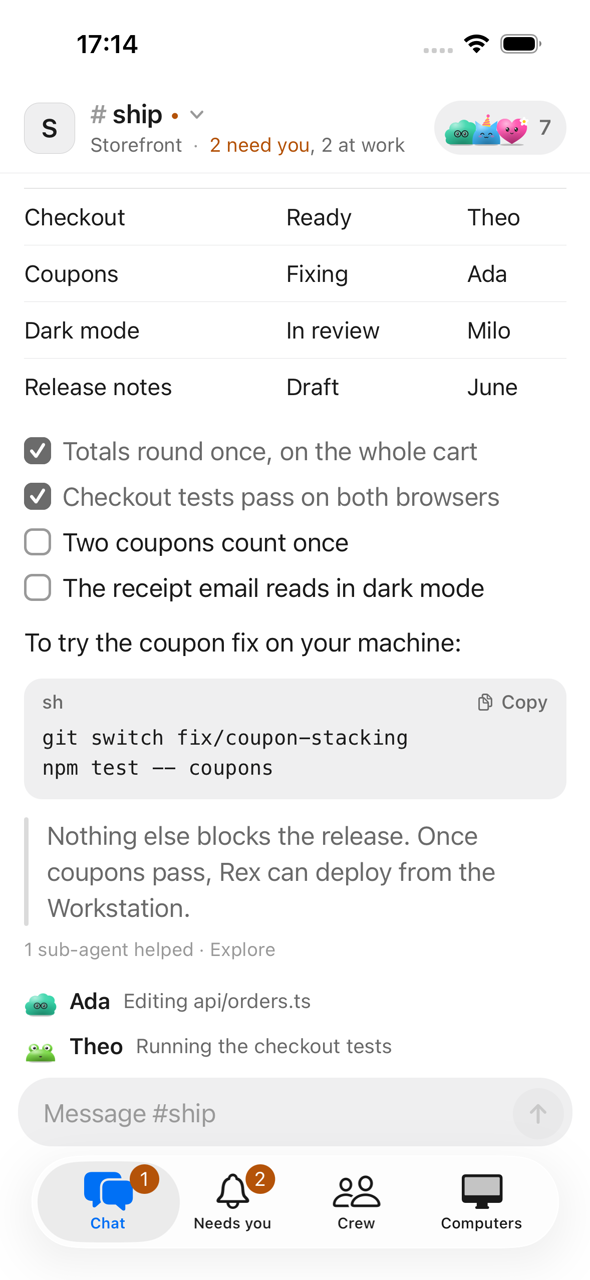 17:14
S
# ship
Storefront · 2 need you, 2 at work
7
Checkout Ready Theo
Coupons Fixing Ada
Dark mode In review Milo
Release notes Draft June
Totals round once, on the whole cart
Checkout tests pass on both browsers
Two coupons count once
The receipt email reads in dark mode
To try the coupon fix on your machine:
sh Copy
git switch fix/coupon-stacking
npm test -- coupons
Nothing else blocks the release. Once
coupons pass, Rex can deploy from the
Workstation.
1 sub-agent helped · Explore
Ada Editing api/orders.ts
Theo Running the checkout tests
Message #ship
1 2
Chat Needs you Crew Computers